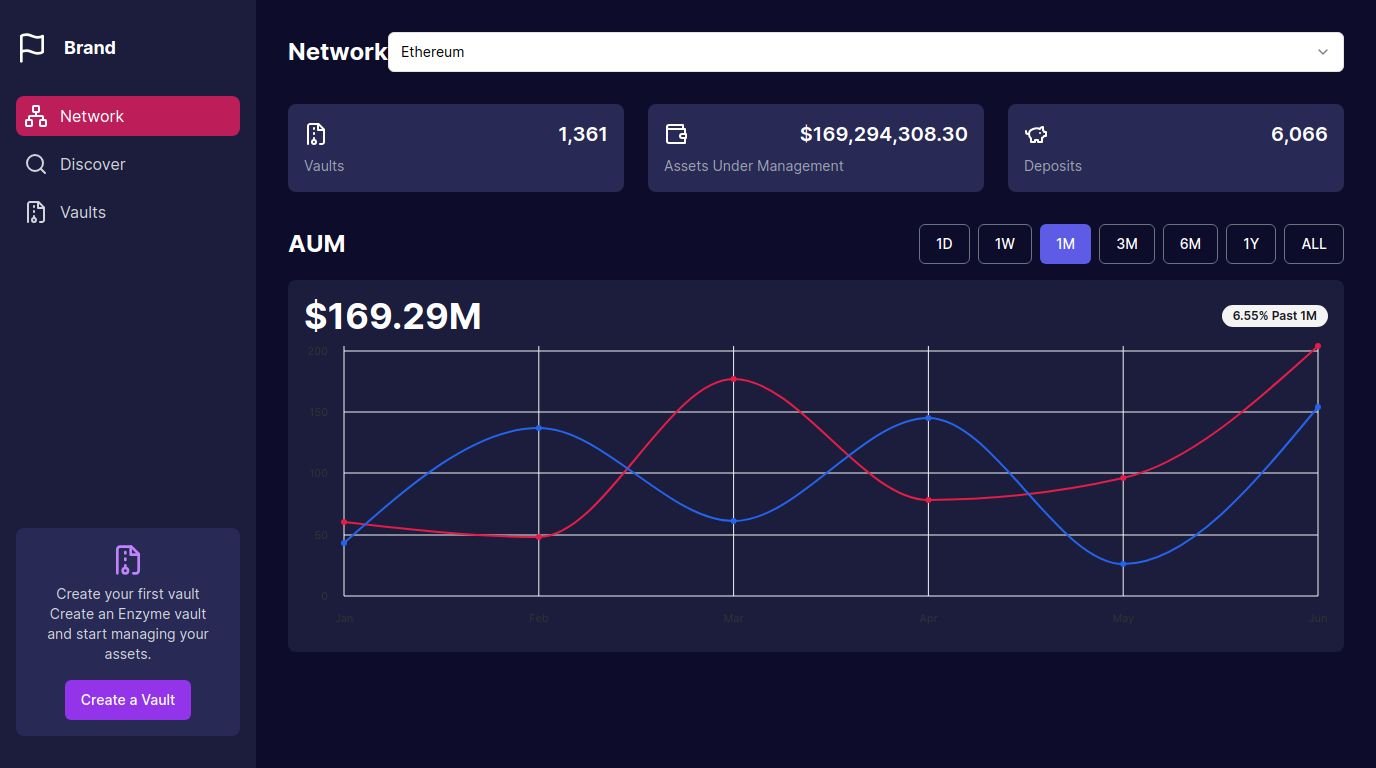 Brand
Network
Discover
Vaults
Create your first vault
Create an Enzyme vault
and start managing your
assets.
Create a Vault
Network
Ethereum
1,361
Vaults
$169,294,308.30
Assets Under Management
6,066
Deposits
AUM
1D
1W
1M
3M
6M
1Y
ALL
$169.29M
6.55% Past 1M
200
150
100
50
0
Jan
Feb
Mar
Apr
May
Jun